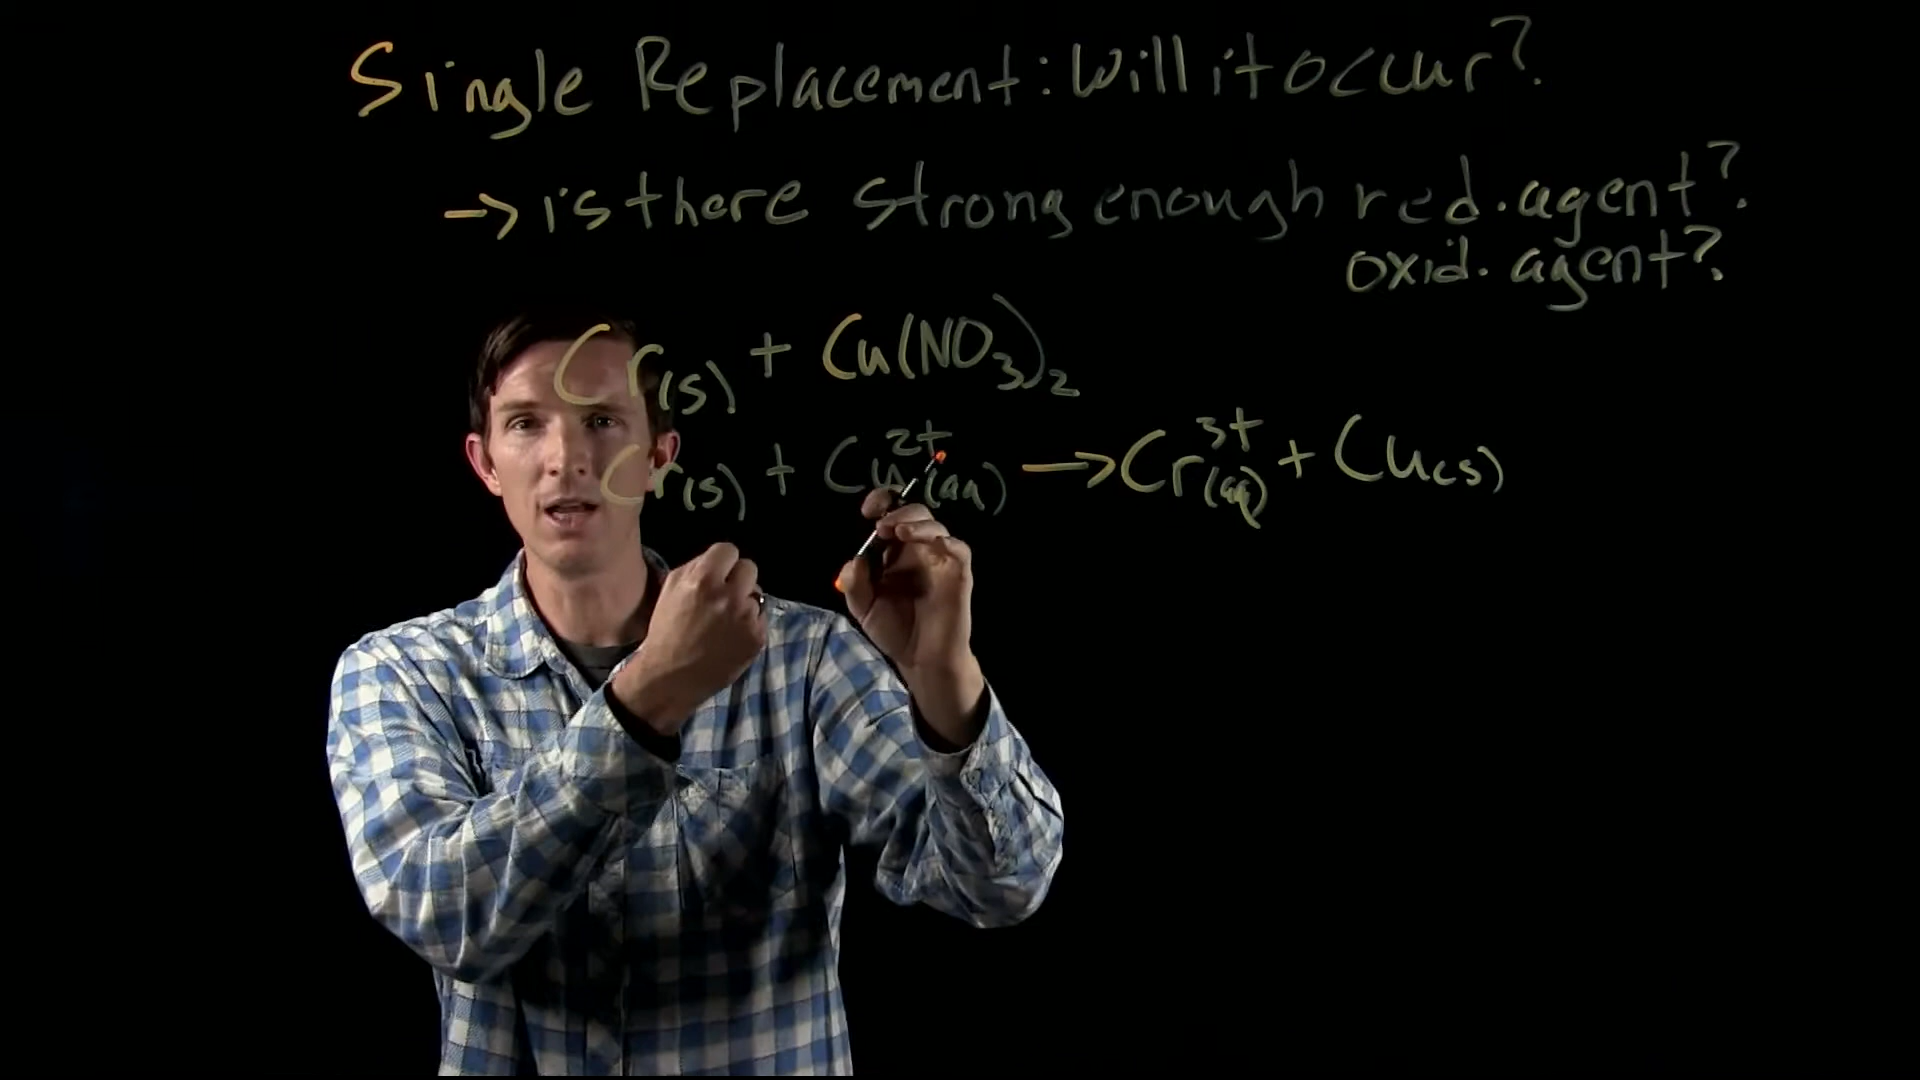 Single Replacement: Will it occur?
→ is there strong enough red. agent?
oxid. agent?
Cr(s) + Cu(NO₃)₂
Cr(s) + Cu²⁺(aq) → Cr³⁺(aq) + Cu(s)